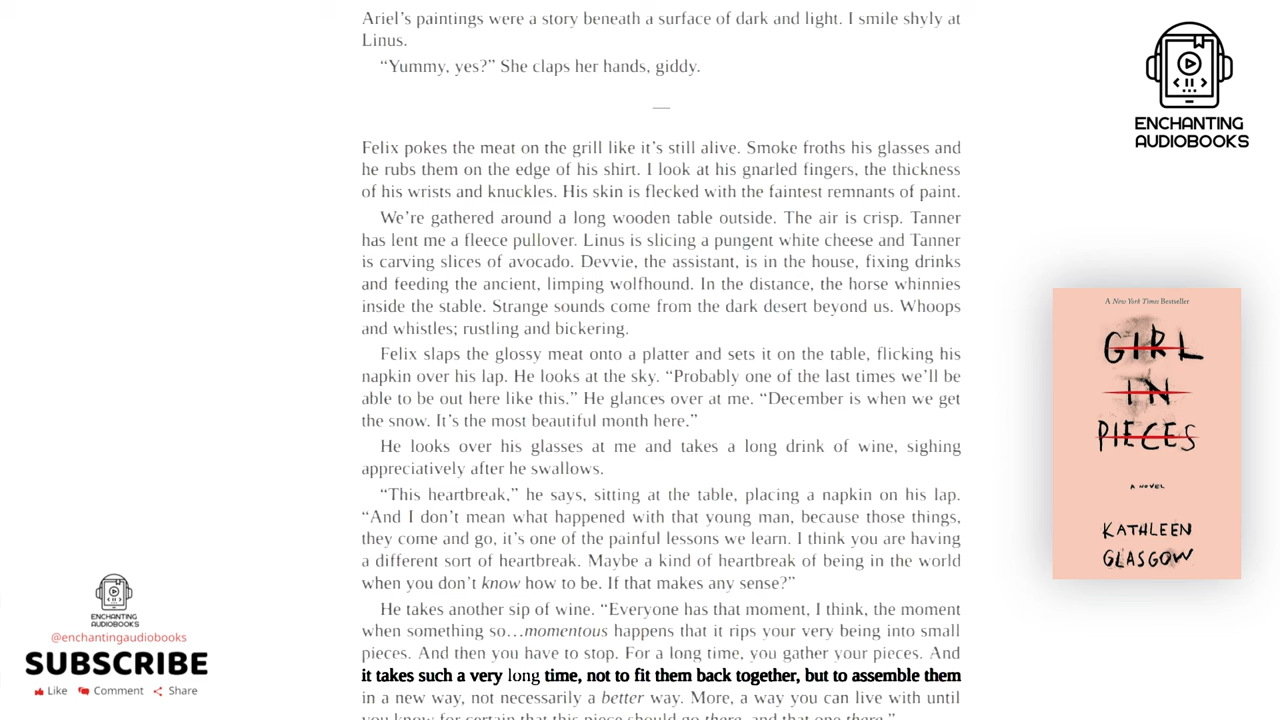 Ariel’s paintings were a story beneath a surface of dark and light. I smile shyly at
Linus.
“Yummy, yes?” She claps her hands, giddy.
—
Felix pokes the meat on the grill like it’s still alive. Smoke froths his glasses and
he rubs them on the edge of his shirt. I look at his gnarled fingers, the thickness
of his wrists and knuckles. His skin is flecked with the faintest remnants of paint.
We’re gathered around a long wooden table outside. The air is crisp. Tanner
has lent me a fleece pullover. Linus is slicing a pungent white cheese and Tanner
is carving slices of avocado. Devvie, the assistant, is in the house, fixing drinks
and feeding the ancient, limping wolfhound. In the distance, the horse whinnies
inside the stable. Strange sounds come from the dark desert beyond us. Whoops
and whistles; rustling and bickering.
Felix slaps the glossy meat onto a platter and sets it on the table, flicking his
napkin over his lap. He looks at the sky. “Probably one of the last times we’ll be
able to be out here like this.” He glances over at me. “December is when we get
the snow. It’s the most beautiful month here.”
He looks over his glasses at me and takes a long drink of wine, sighing
appreciatively after he swallows.
“This heartbreak,” he says, sitting at the table, placing a napkin on his lap.
“And I don’t mean what happened with that young man, because those things,
they come and go, it’s one of the painful lessons we learn. I think you are having
a different sort of heartbreak. Maybe a kind of heartbreak of being in the world
when you don’t know how to be. If that makes any sense?”
He takes another sip of wine. “Everyone has that moment, I think, the moment
when something so…momentous happens that it rips your very being into small
pieces. And then you have to stop. For a long time, you gather your pieces. And
it takes such a very long time, not to fit them back together, but to assemble them
in a new way, not necessarily a better way. More, a way you can live with until
you know for certain that this piece should go there, and that one there.”
ENCHANTING
AUDIOBOOKS
A New York Times Bestseller
GIRL
IN
PIECES
A NOVEL
KATHLEEN
GLASGOW
ENCHANTING
AUDIOBOOKS
@enchantingaudiobooks
SUBSCRIBE
Like Comment Share